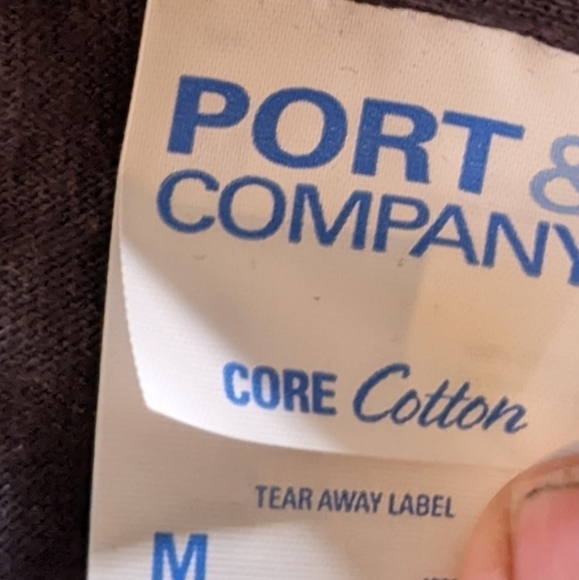 PORT &
COMPANY
CORE Cotton
TEAR AWAY LABEL
M